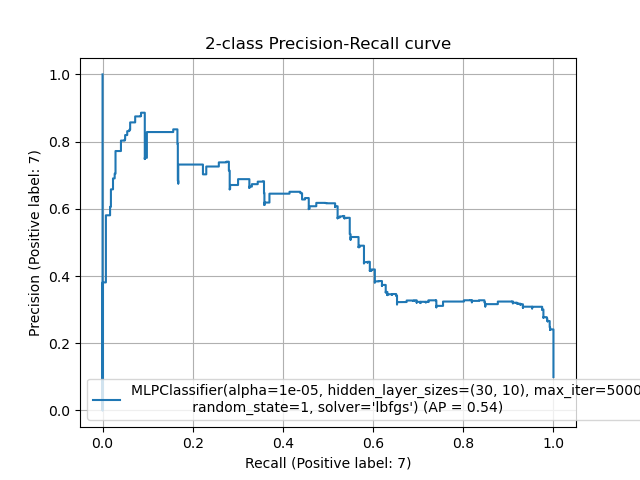 2-class Precision-Recall curve
Precision (Positive label: 7)
1.0
0.8
0.6
0.4
0.2
0.0
MLPClassifier(alpha=1e-05, hidden_layer_sizes=(30, 10), max_iter=5000
random_state=1, solver='lbfgs') (AP = 0.54)
0.0 0.2 0.4 0.6 0.8 1.0
Recall (Positive label: 7)